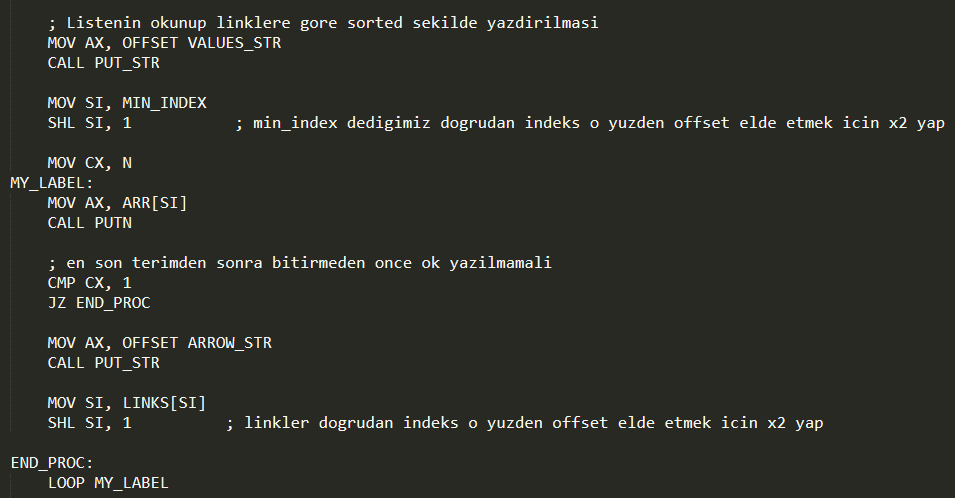 ; Listenin okunup linklere gore sorted sekilde yazdirilmasi
MOV AX, OFFSET VALUES_STR
CALL PUT_STR
MOV SI, MIN_INDEX
SHL SI, 1 ; min_index dedigimiz dogrudan indeks o yuzden offset elde etmek icin x2 yap
MOV CX, N
MY_LABEL:
MOV AX, ARR[SI]
CALL PUTN
; en son terimden sonra bitirmeden once ok yazilmamali
CMP CX, 1
JZ END_PROC
MOV AX, OFFSET ARROW_STR
CALL PUT_STR
MOV SI, LINKS[SI]
SHL SI, 1 ; linkler dogrudan indeks o yuzden offset elde etmek icin x2 yap
END_PROC:
LOOP MY_LABEL